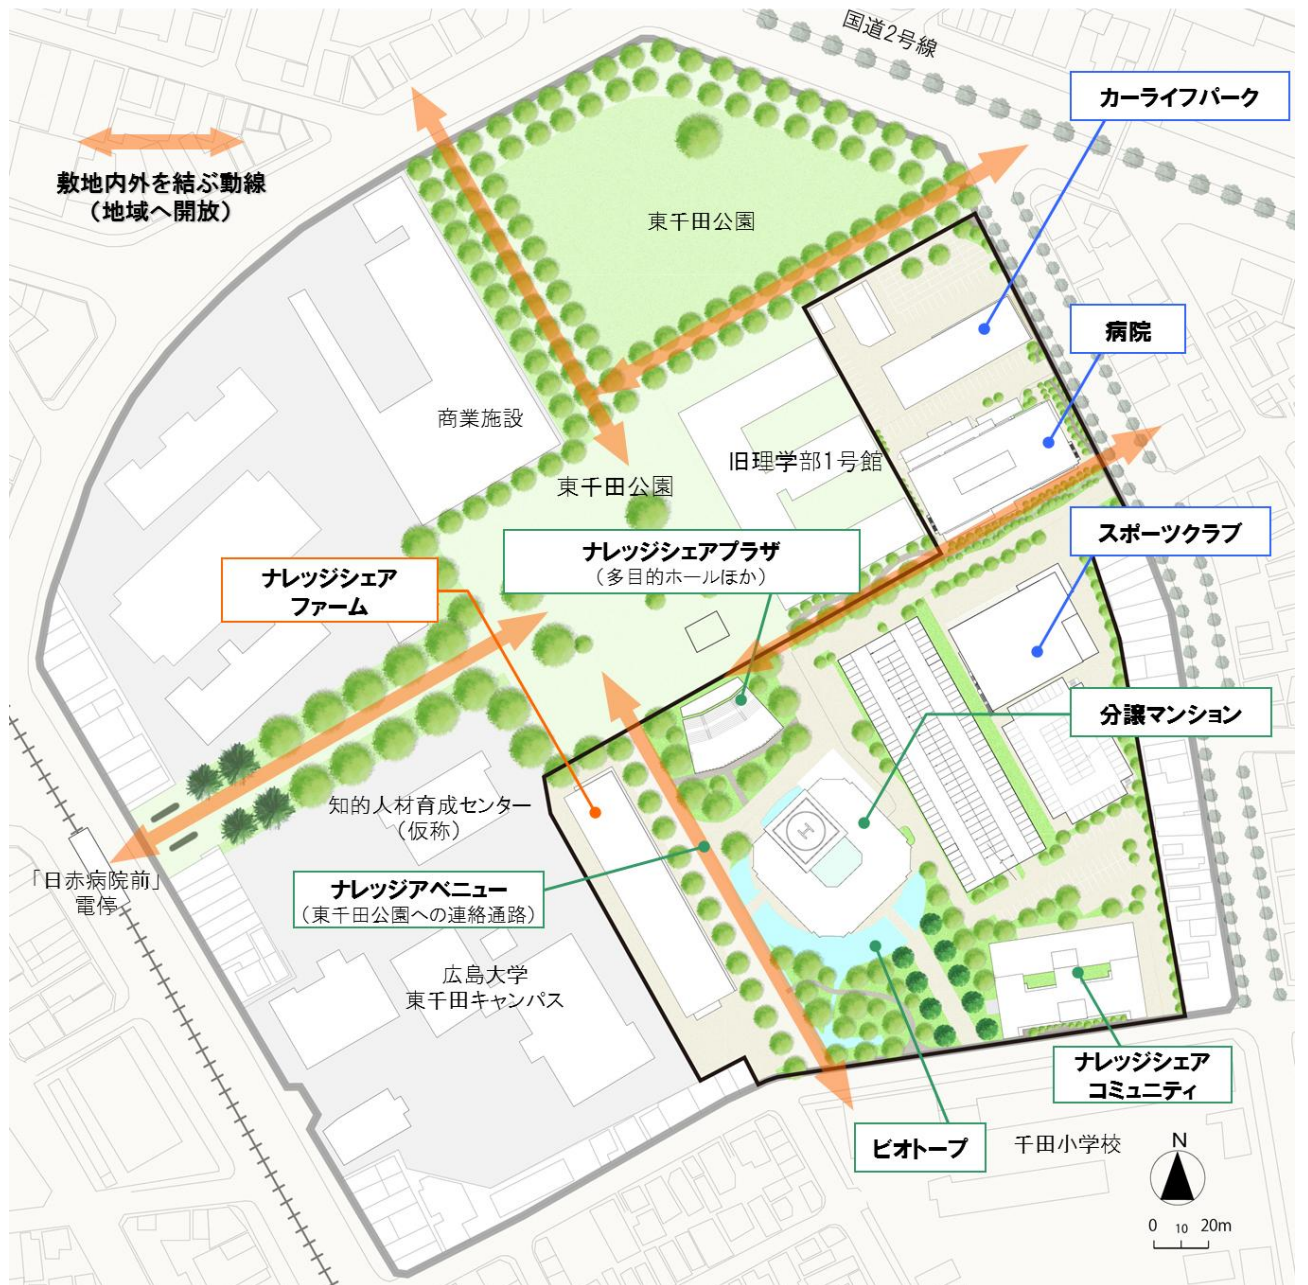 国道2号線
カーライフパーク
敷地内外を結ぶ動線
（地域へ開放）
東千田公園
病院
商業施設
旧理学部1号館
東千田公園
スポーツクラブ
ナレッジシェアプラザ
（多目的ホールほか）
ナレッジシェア
ファーム
分譲マンション
知的人材育成センター
（仮称）
「日赤病院前」
電停
ナレッジアベニュー
（東千田公園への連絡通路）
広島大学
東千田キャンパス
H
ナレッジシェア
コミュニティ
ビオトープ
千田小学校
N
0 10 20m